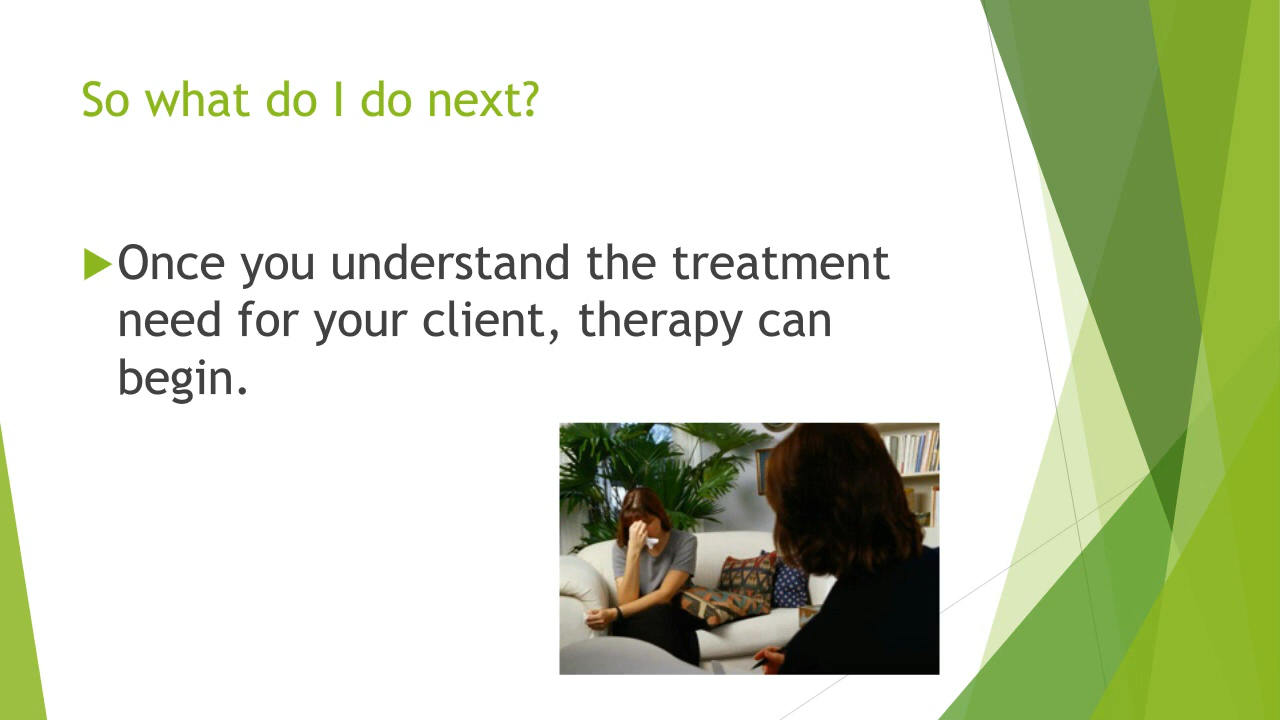 So what do I do next?
Once you understand the treatment
need for your client, therapy can
begin.